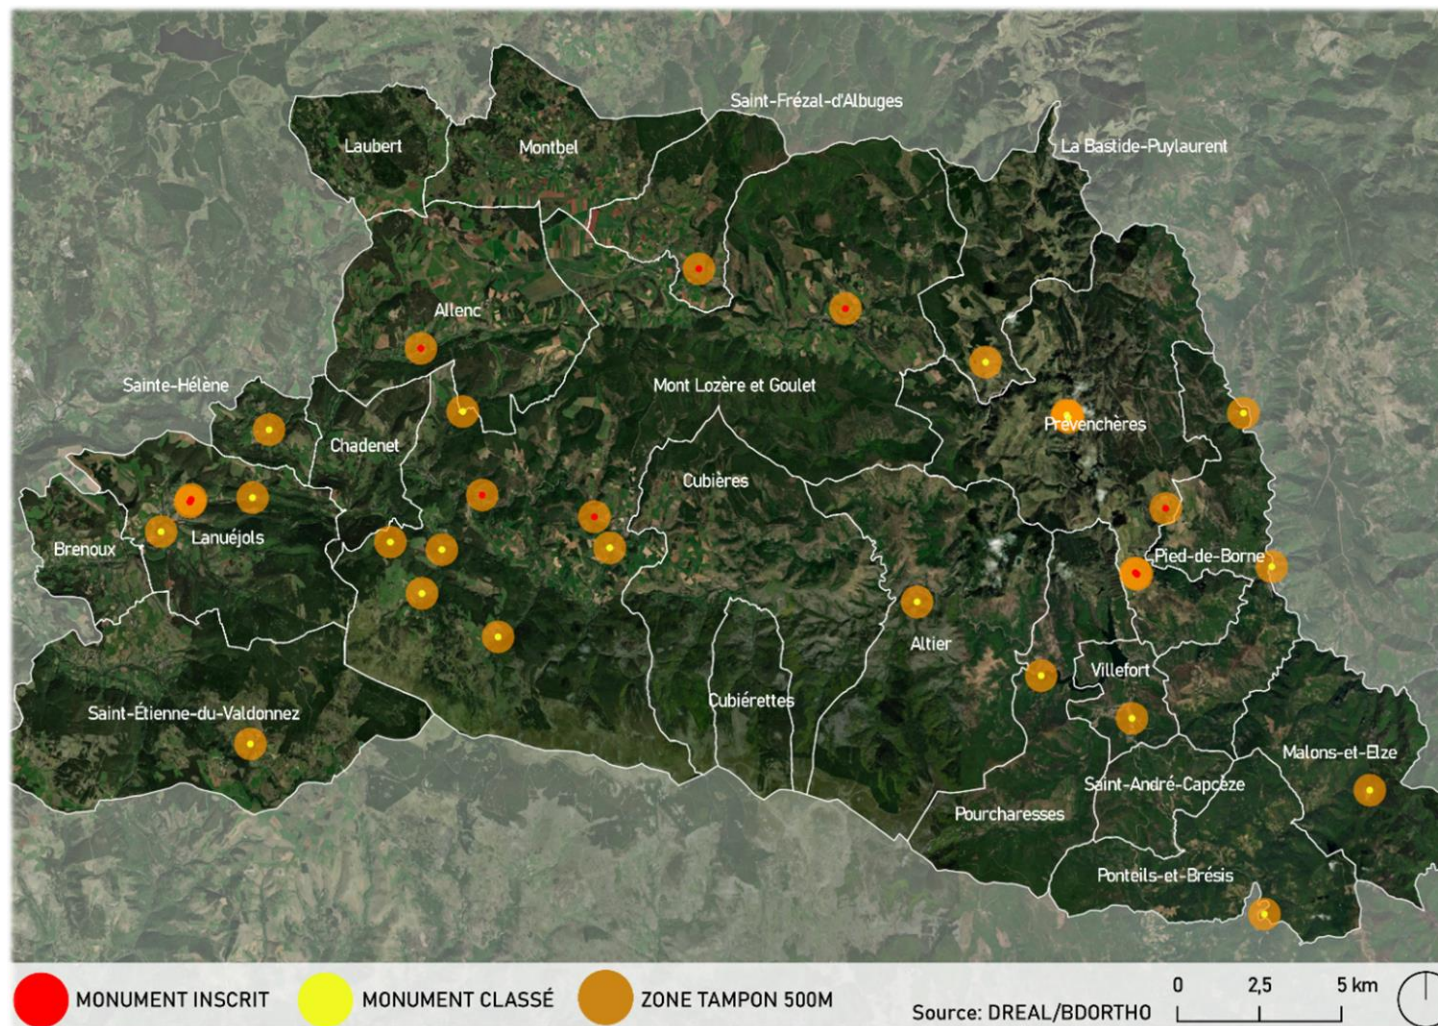 Saint-Frézal-d'Albuges
Laubert
Montbel
La Bastide-Puylaurent
Allenc
Sainte-Hélène
Mont Lozère et Goulet
Prévenchères
Chadenet
Cubières
Lanuéjols
Brenoux
Pied-de-Borne
Altier
Villefort
Cubiérettes
Saint-Étienne-du-Valdonnez
Malons-et-Elze
Saint-André-Capcèze
Pourcharesses
Ponteils-et-Brésis
MONUMENT INSCRIT
MONUMENT CLASSÉ
ZONE TAMPON 500M
Source: DREAL/BDORTHO
0 2,5 5 km